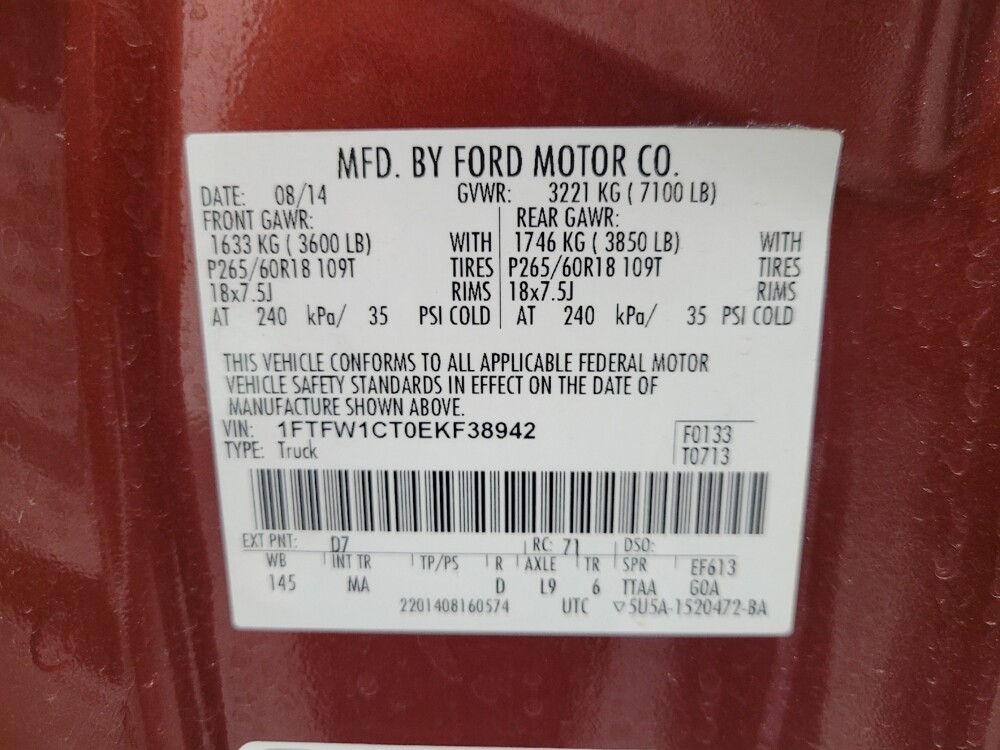 MFD. BY FORD MOTOR CO.
DATE: 08/14 GVWR: 3221 KG ( 7100 LB)
FRONT GAWR: REAR GAWR:
1633 KG ( 3600 LB) WITH 1746 KG ( 3850 LB) WITH
P265/60R18 109T TIRES P265/60R18 109T TIRES
18x7.5J RIMS 18x7.5J RIMS
AT 240 kPa/ 35 PSI COLD AT 240 kPa/ 35 PSI COLD
THIS VEHICLE CONFORMS TO ALL APPLICABLE FEDERAL MOTOR
VEHICLE SAFETY STANDARDS IN EFFECT ON THE DATE OF
MANUFACTURE SHOWN ABOVE.
VIN: 1FTFW1CT0EKF38942 F0133
TYPE: Truck T0713
EXT PNT: D7 RC: 71 DSO:
WB INT TR TP/PS R AXLE TR SPR EF613
145 MA D L9 6 TTAA GOA
2201408160574 UTC ▽5U5A-1520472-BA